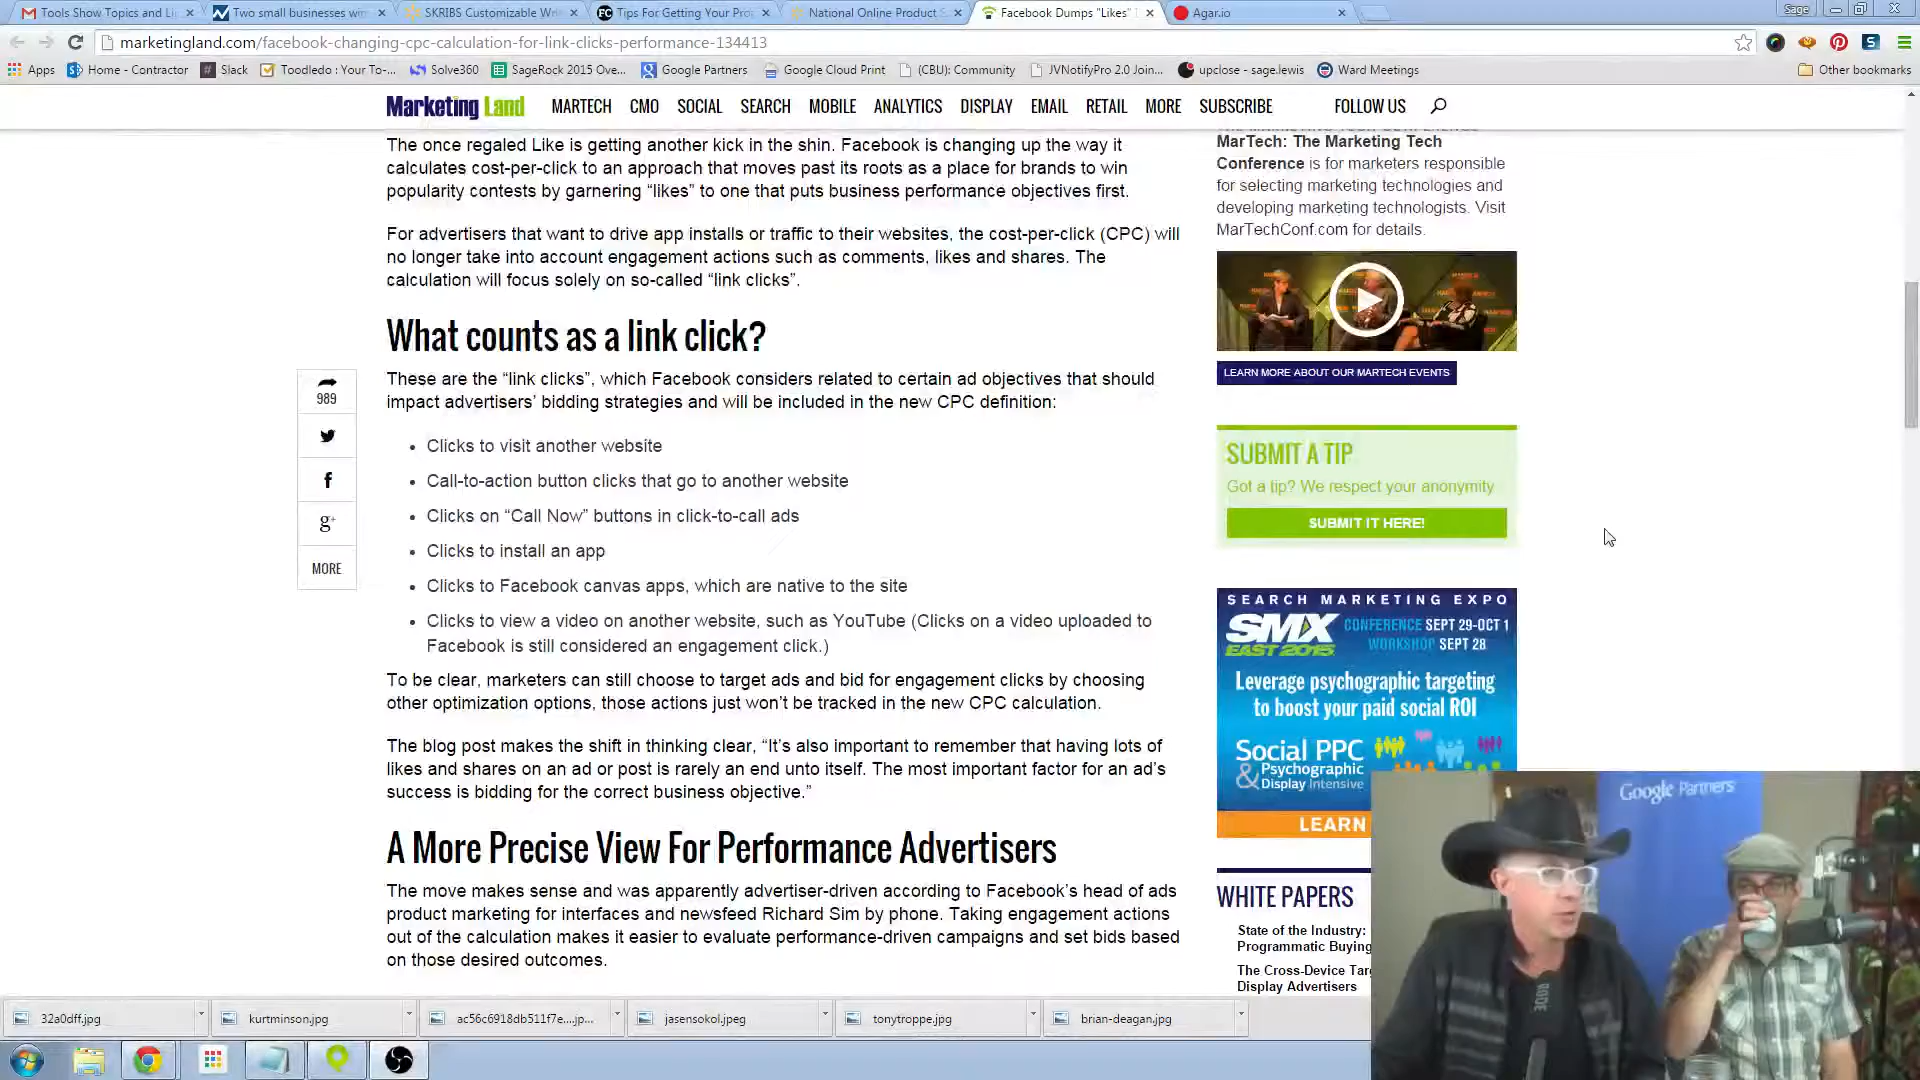 Tools Show Topics and Li
Two small businesses win
SKRIBS Customizable Wri
Tips For Getting Your Pro
National Online Product S
Facebook Dumps "Likes"
Agar.io
Sage
marketingland.com/facebook-changing-cpc-calculation-for-link-clicks-performance-134413
Apps
Home - Contractor
Slack
Toodledo : Your To-...
Solve360
SageRock 2015 Ove...
Google Partners
Google Cloud Print
(CBU): Community
JVNotifyPro 2.0 Join...
upclose - sage.lewis
Ward Meetings
Other bookmarks
Marketing Land
MARTECH
CMO
SOCIAL
SEARCH
MOBILE
ANALYTICS
DISPLAY
EMAIL
RETAIL
MORE
SUBSCRIBE
FOLLOW US
The once regaled Like is getting another kick in the shin. Facebook is changing up the way it
calculates cost-per-click to an approach that moves past its roots as a place for brands to win
popularity contests by garnering “likes” to one that puts business performance objectives first.
For advertisers that want to drive app installs or traffic to their websites, the cost-per-click (CPC) will
no longer take into account engagement actions such as comments, likes and shares. The
calculation will focus solely on so-called “link clicks”.
What counts as a link click?
These are the “link clicks”, which Facebook considers related to certain ad objectives that should
impact advertisers’ bidding strategies and will be included in the new CPC definition:
• Clicks to visit another website
• Call-to-action button clicks that go to another website
• Clicks on “Call Now” buttons in click-to-call ads
• Clicks to install an app
• Clicks to Facebook canvas apps, which are native to the site
• Clicks to view a video on another website, such as YouTube (Clicks on a video uploaded to
Facebook is still considered an engagement click.)
To be clear, marketers can still choose to target ads and bid for engagement clicks by choosing
other optimization options, those actions just won’t be tracked in the new CPC calculation.
The blog post makes the shift in thinking clear, “It’s also important to remember that having lots of
likes and shares on an ad or post is rarely an end unto itself. The most important factor for an ad’s
success is bidding for the correct business objective.”
A More Precise View For Performance Advertisers
The move makes sense and was apparently advertiser-driven according to Facebook’s head of ads
product marketing for interfaces and newsfeed Richard Sim by phone. Taking engagement actions
out of the calculation makes it easier to evaluate performance-driven campaigns and set bids based
on those desired outcomes.
989
g+
MORE
MarTech: The Marketing Tech
Conference is for marketers responsible
for selecting marketing technologies and
developing marketing technologists. Visit
MarTechConf.com for details.
LEARN MORE ABOUT OUR MARTECH EVENTS
SUBMIT A TIP
Got a tip? We respect your anonymity
SUBMIT IT HERE!
SEARCH MARKETING EXPO
SMX
EAST 2015
CONFERENCE SEPT 29-OCT 1
WORKSHOP SEPT 28
Leverage psychographic targeting
to boost your paid social ROI
Social PPC
& Psychographic
Display Intensive
LEARN
WHITE PAPERS
State of the Industry:
Programmatic Buying
The Cross-Device Tar
Display Advertisers
Google Partners
RODE
32a0dff.jpg
kurtminson.jpg
ac56c6918db511f7e....jp...
jasensokol.jpeg
tonytroppe.jpg
brian-deagan.jpg